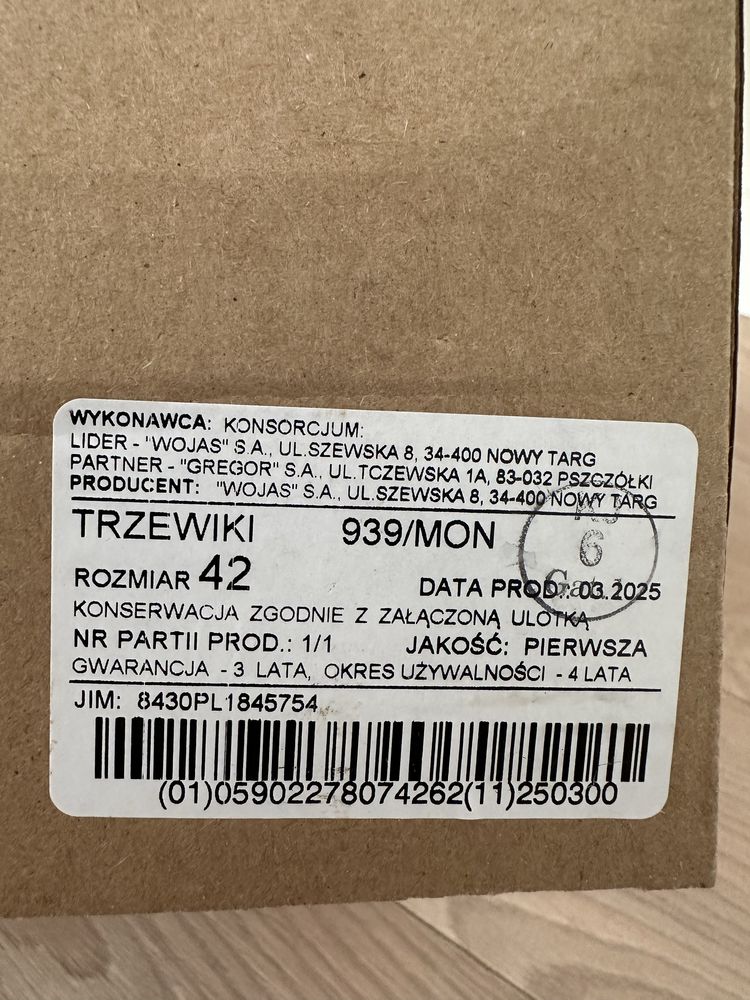 WYKONAWCA: KONSORCJUM:
LIDER - "WOJAS" S.A., UL.SZEWSKA 8, 34-400 NOWY TARG
PARTNER - "GREGOR" S.A., UL.TCZEWSKA 1A, 83-032 PSZCZÓŁKI
PRODUCENT: "WOJAS" S.A., UL.SZEWSKA 8, 34-400 NOWY TARG
TRZEWIKI 939/MON
6
ROZMIAR 42 DATA PROD.: 03.2025
KONSERWACJA ZGODNIE Z ZAŁĄCZONĄ ULOTKĄ
NR PARTII PROD.: 1/1 JAKOŚĆ: PIERWSZA
GWARANCJA - 3 LATA, OKRES UŻYWALNOŚCI - 4 LATA
JIM: 8430PL1845754
(01)05902278074262(11)250300